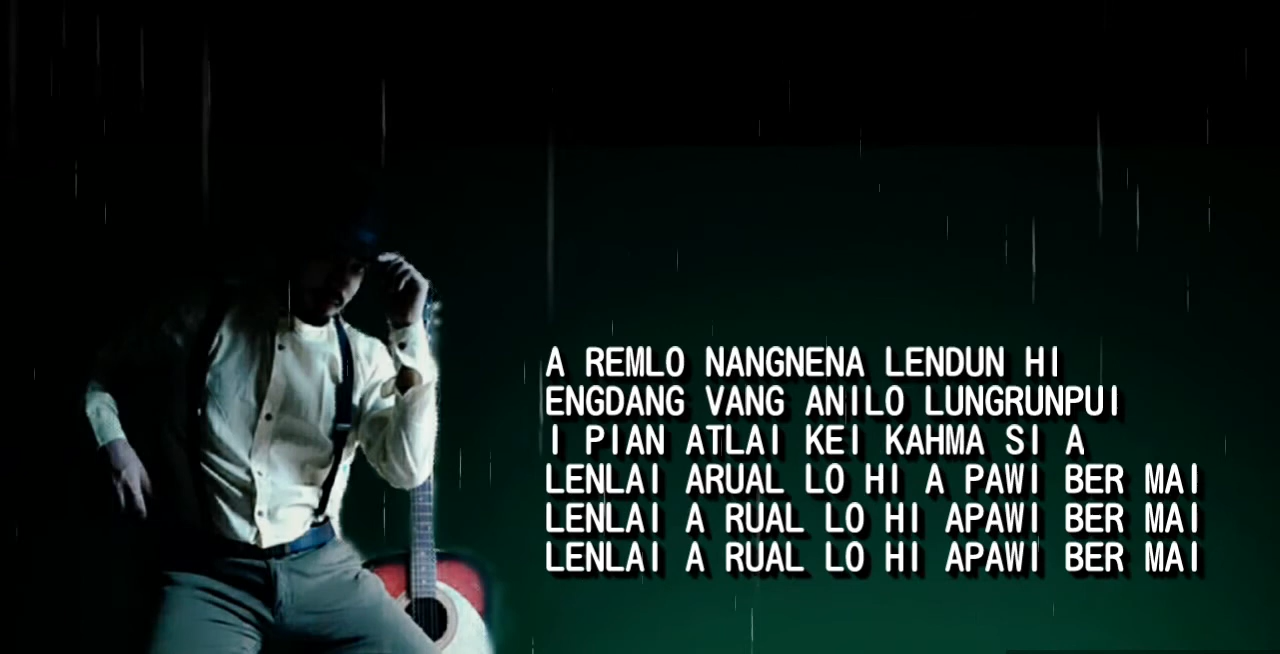 A REMLO NANGNENA LENDUN HI
ENGDANG VANG ANILO LUNGRUNPUI
I PIAN ATLAI KEI KAHMA SI A
LENLAI ARUAL LO HI A PAWI BER MAI
LENLAI A RUAL LO HI APAWI BER MAI
LENLAI A RUAL LO HI APAWI BER MAI